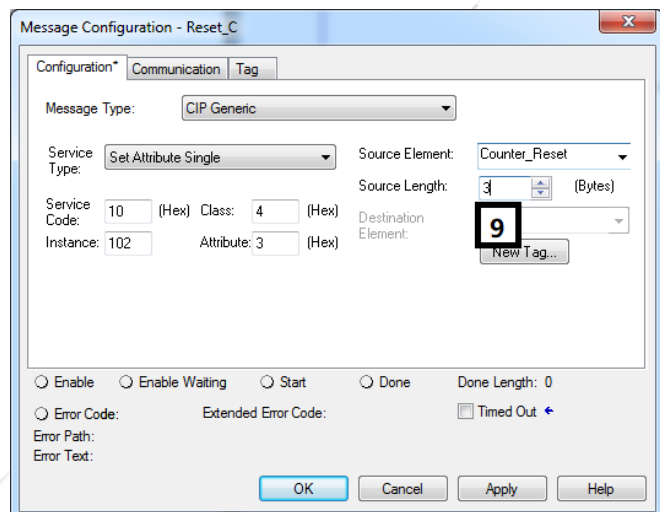 Message Configuration - Reset_C
Configuration* Communication Tag
Message Type: CIP Generic
Service Type: Set Attribute Single
Source Element: Counter_Reset
Source Length: 3 (Bytes)
Service Code: 10 (Hex) Class: 4 (Hex)
Destination Element:
Instance: 102 Attribute: 3 (Hex)
9
New Tag...
Enable Enable Waiting Start Done Done Length: 0
Error Code: Extended Error Code: Timed Out
Error Path:
Error Text:
OK Cancel Apply Help